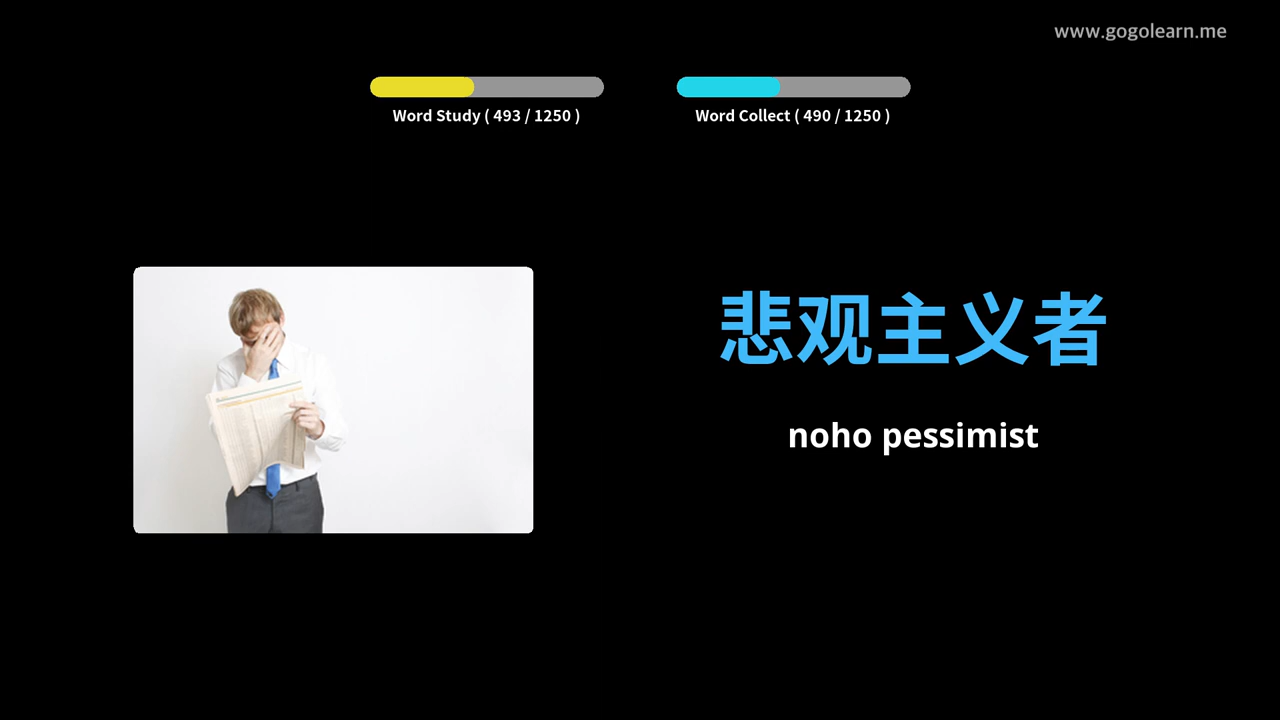 www.gogolearn.me
Word Study ( 493 / 1250 )
Word Collect ( 490 / 1250 )
悲观主义者
noho pessimist